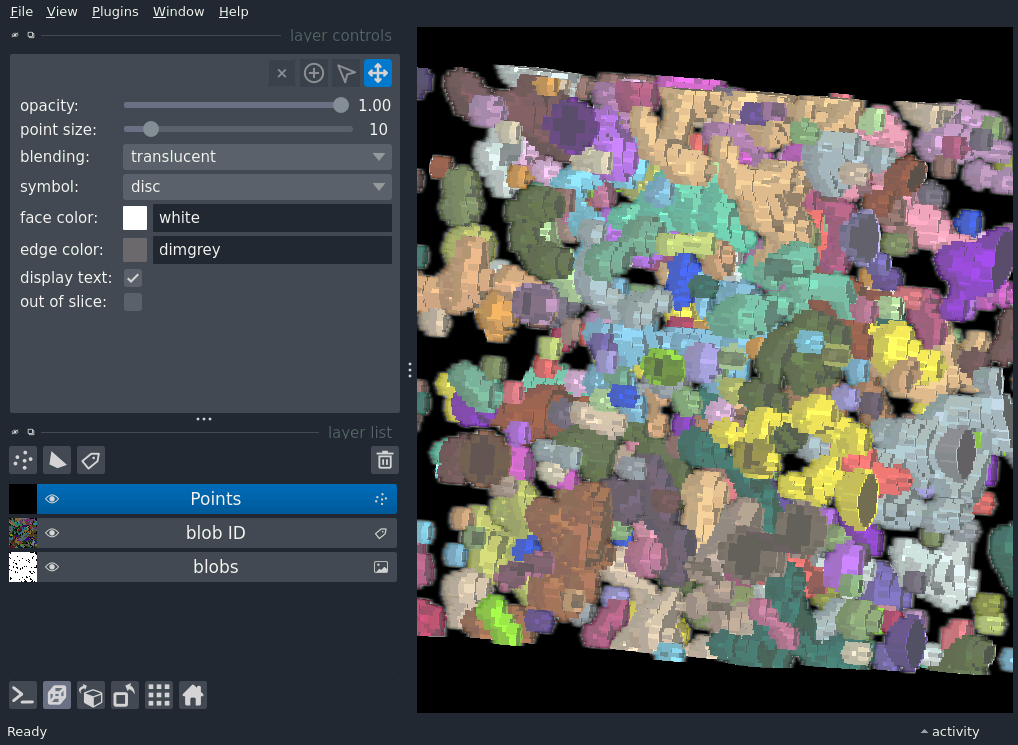 File View Plugins Window Help
layer controls
opacity: 1.00
point size: 10
blending: translucent
symbol: disc
face color: white
edge color: dimgrey
display text:
out of slice:
layer list
Points
blob ID
blobs
Ready activity